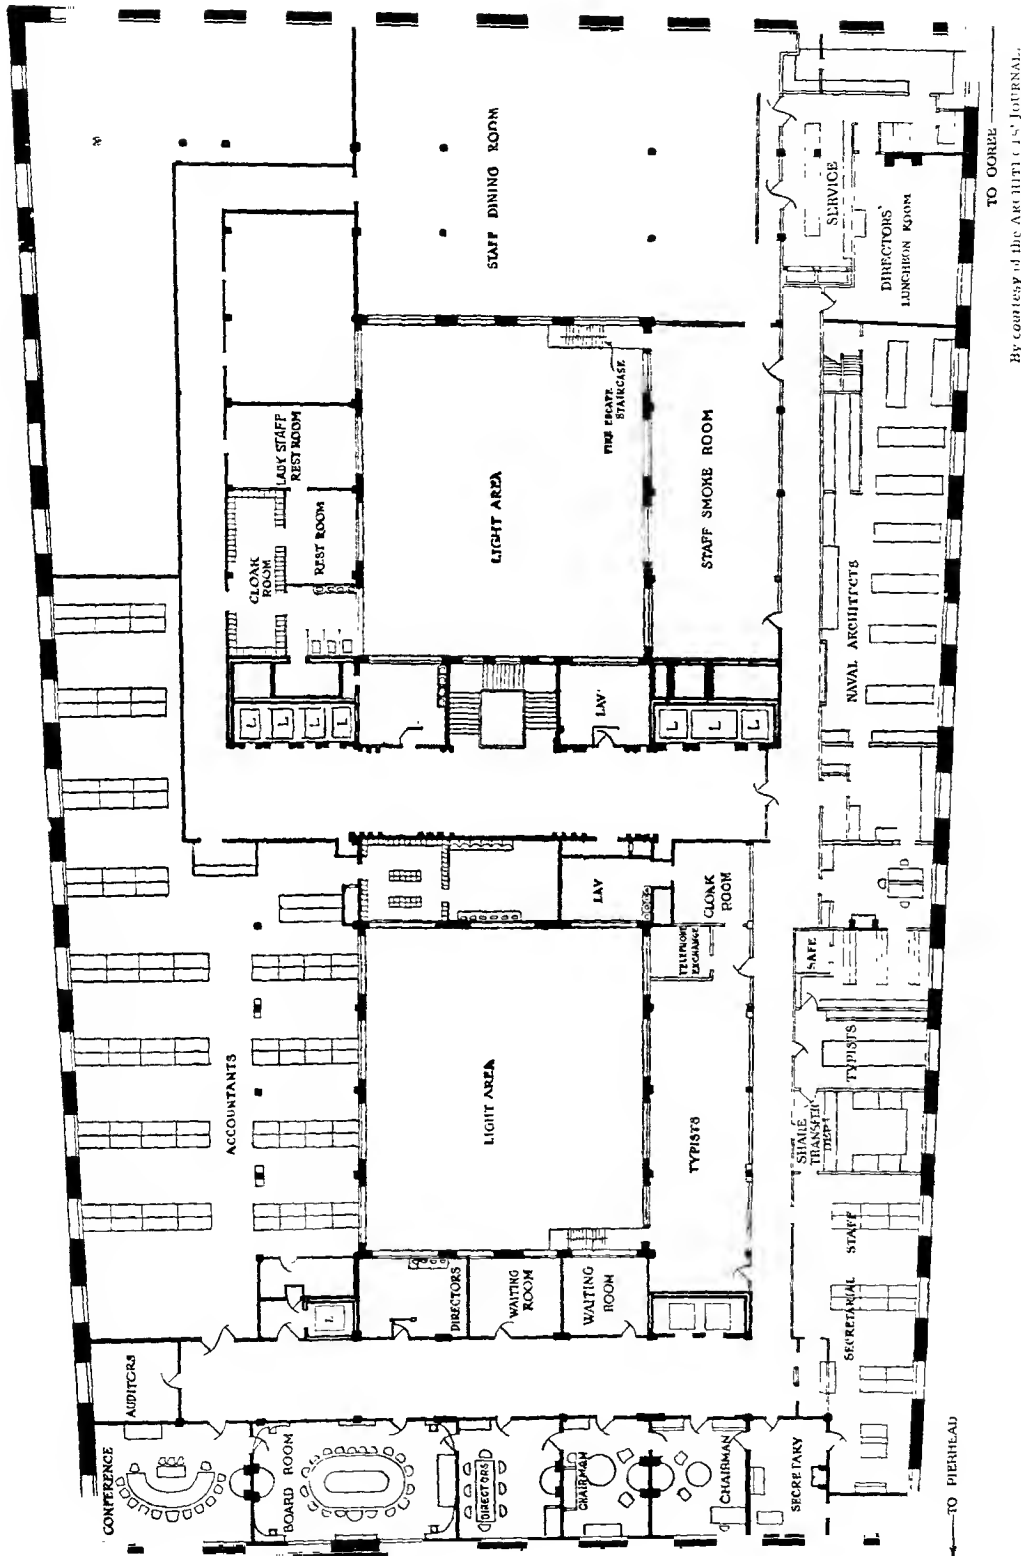 STAFF DINING ROOM
SERVICE
DIRECTORS'
LUNCHEON ROOM
TO GOREE
By courtesy of the ARCHITECTS' JOURNAL.
LADY STAFF
REST ROOM
CLOAK
ROOM
REST ROOM
LIGHT AREA
FIRE ESCAPE
STAIRCASE
STAFF SMOKE ROOM
NAVAL ARCHITECTS
L
L
L
L
LAV'
L
L
L
LAV
CLOAK
ROOM
TELEPHONE
EXCHANGE
SAFE
ACCOUNTANTS
LIGHT AREA
TYPISTS
TYPISTS
SHARE
TRANSFER
DEPT
SECRETARIAL STAFF
L
DIRECTORS
WAITING
ROOM
WAITING
ROOM
AUDITORS
CONFERENCE
BOARD ROOM
DIRECTORS
CHAIRMAN
CHAIRMAN
SECRETARY
TO PIERHEAD